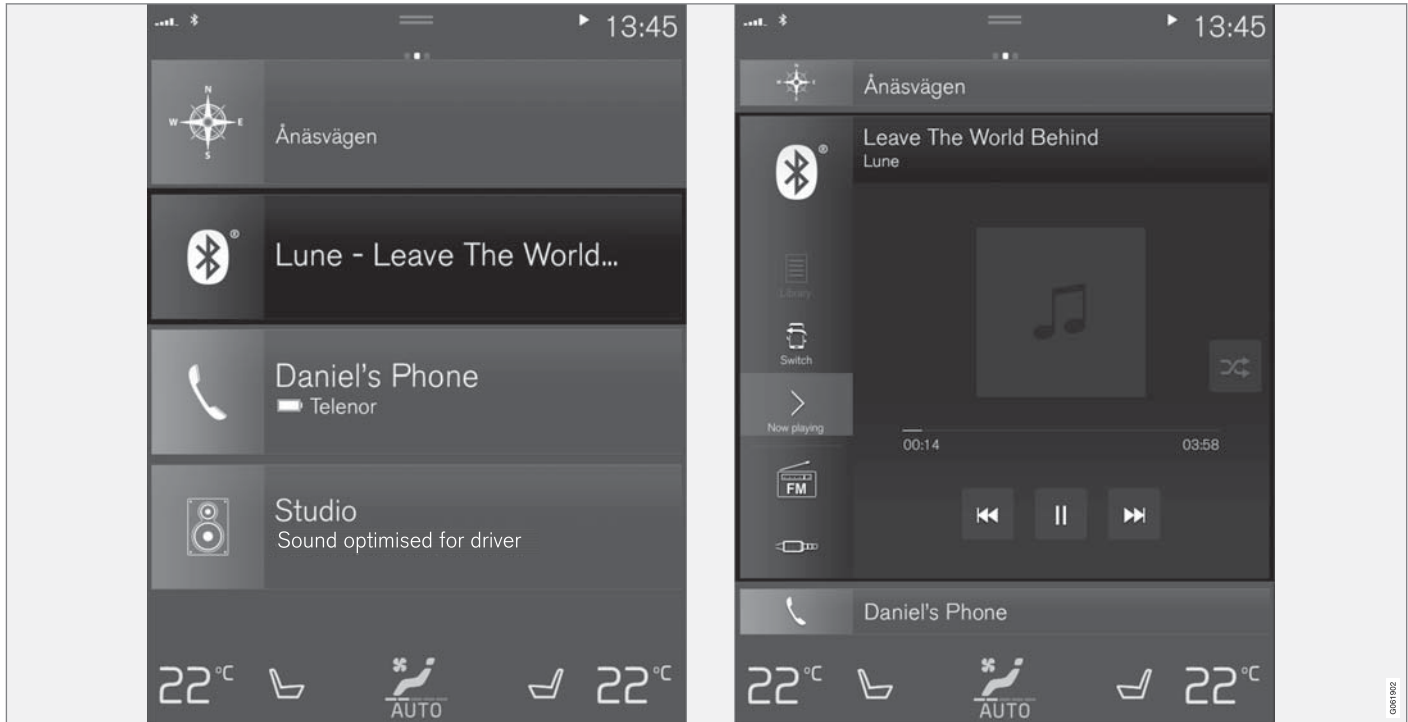 13:45
N
W E
S
Ånäsvägen
®
Lune - Leave The World...
Daniel's Phone
Telenor
Studio
Sound optimised for driver
22°C
AUTO
22°C
13:45
Ånäsvägen
®
Leave The World Behind
Lune
Library
Switch
Now playing
00:14
03:58
FM
Daniel's Phone
22°C
AUTO
22°C
G061902